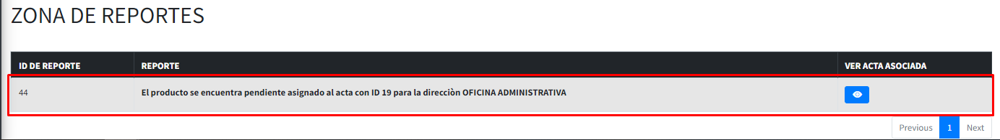 ZONA DE REPORTES
ID DE REPORTE REPORTE VER ACTA ASOCIADA
44 El producto se encuentra pendiente asignado al acta con ID 19 para la direcciòn OFICINA ADMINISTRATIVA
Previous 1 Next